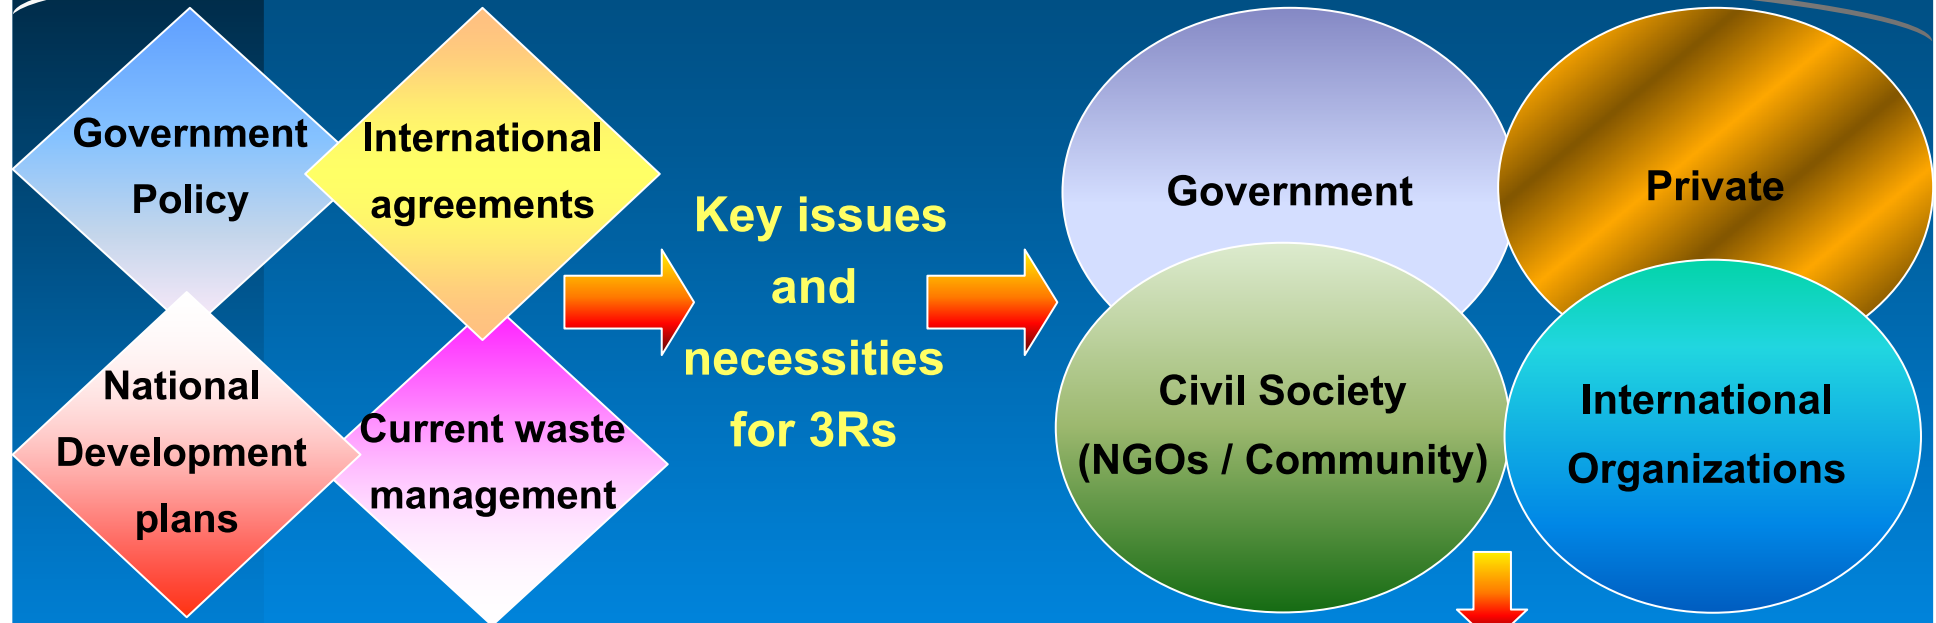 Government
Policy
International
agreements
National
Development
plans
Current waste
management
Key issues
and
necessities
for 3Rs
Government
Private
Civil Society
(NGOs / Community)
International
Organizations